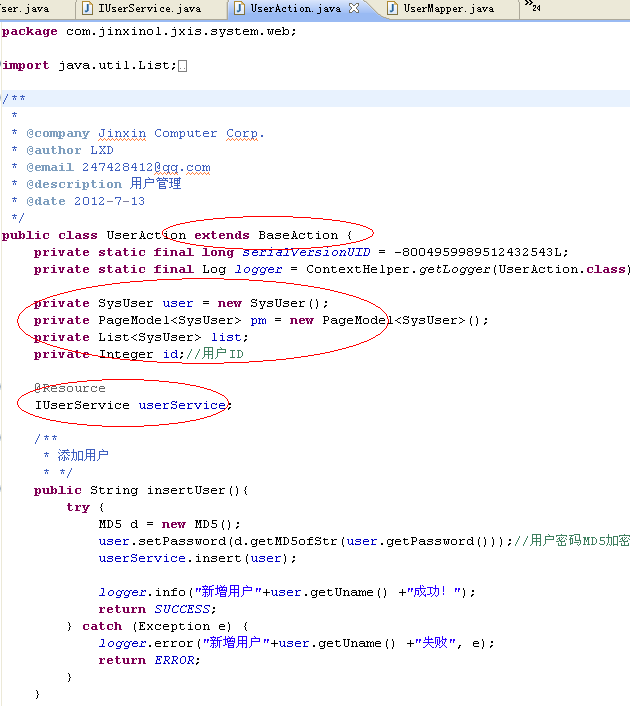 ser.java IUserService.java UserAction.java UserMapper.java 24
package com.jinxinol.jxis.system.web;
import java.util.List;
/**
*
* @company Jinxin Computer Corp.
* @author LXD
* @email 247428412@qq.com
* @description 用户管理
* @date 2012-7-13
*/
public class UserAction extends BaseAction {
private static final long serialVersionUID = -8004959989512432543L;
private static final Log logger = ContextHelper.getLogger(UserAction.class)
private SysUser user = new SysUser();
private PageModel<SysUser> pm = new PageModel<SysUser>();
private List<SysUser> list;
private Integer id;//用户ID
@Resource
IUserService userService;
/**
* 添加用户
* */
public String insertUser(){
try {
MD5 d = new MD5();
user.setPassword(d.getMD5ofStr(user.getPassword()));//用户密码MD5加密
userService.insert(user);
logger.info("新增用户"+user.getUname() +"成功! ");
return SUCCESS;
} catch (Exception e) {
logger.error("新增用户"+user.getUname() +"失败", e);
return ERROR;
}
}